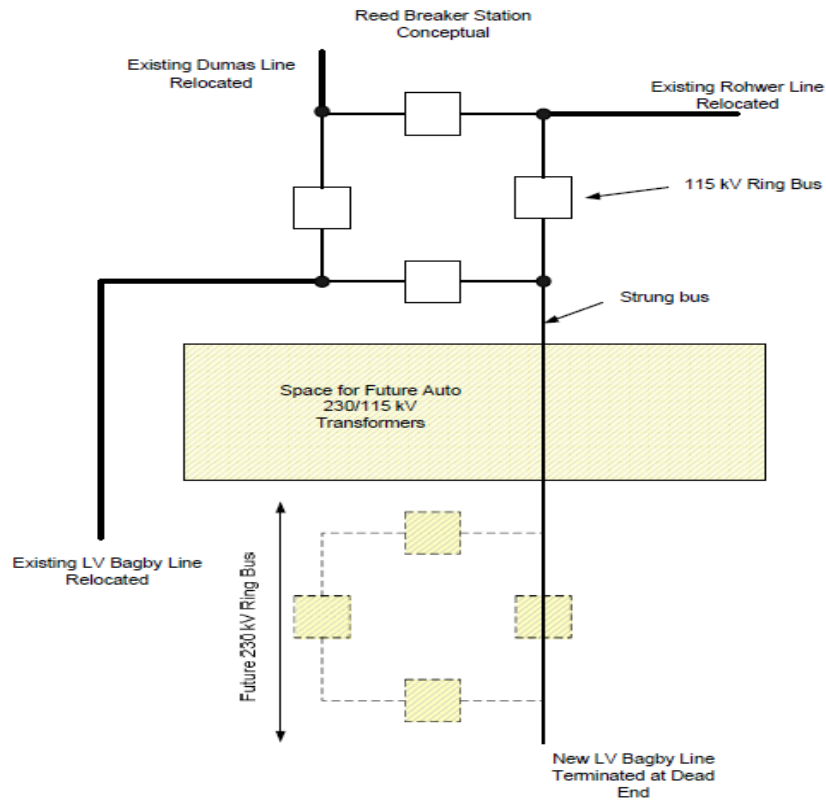 Reed Breaker Station
Conceptual
Existing Dumas Line
Relocated
Existing Rohwer Line
Relocated
115 kV Ring Bus
Strung bus
Space for Future Auto
230/115 kV
Transformers
Existing LV Bagby Line
Relocated
Future 230 kV Ring Bus
New LV Bagby Line
Terminated at Dead
End